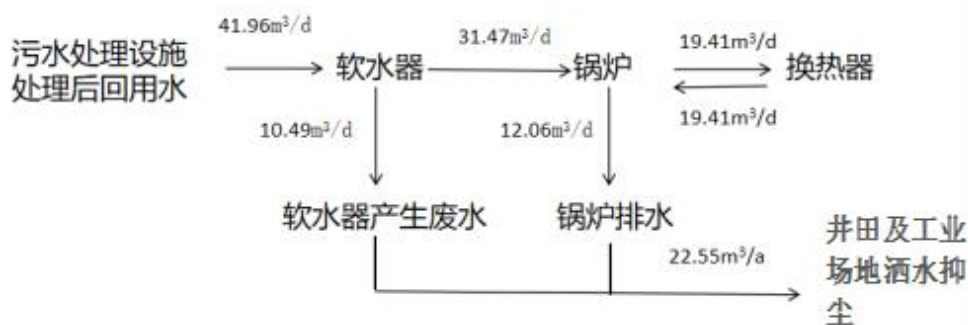 41.96m³/d
污水处理设施
处理后回用水
软水器
31.47m³/d
锅炉
19.41m³/d
换热器
19.41m³/d
10.49m³/d
12.06m³/d
软水器产生废水
锅炉排水
22.55m³/a
井田及工业
场地洒水抑
尘